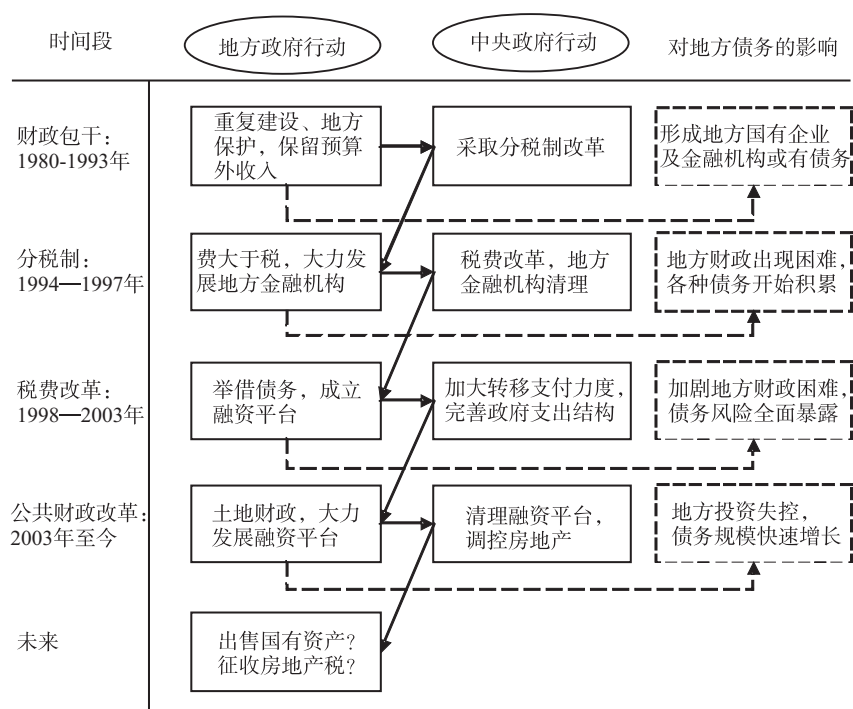 时间段
地方政府行动
中央政府行动
对地方债务的影响
财政包干：
1980-1993年
重复建设、地方
保护，保留预算
外收入
采取分税制改革
形成地方国有企业
及金融机构或有债务
分税制：
1994—1997年
费大于税，大力发
展地方金融机构
税费改革，地方
金融机构清理
地方财政出现困难，
各种债务开始积累
税费改革：
1998—2003年
举借债务，成立
融资平台
加大转移支付力度，
完善政府支出结构
加剧地方财政困难，
债务风险全面暴露
公共财政改革：
2003年至今
土地财政，大力
发展融资平台
清理融资平台，
调控房地产
地方投资失控，
债务规模快速增长
未来
出售国有资产？
征收房地产税？